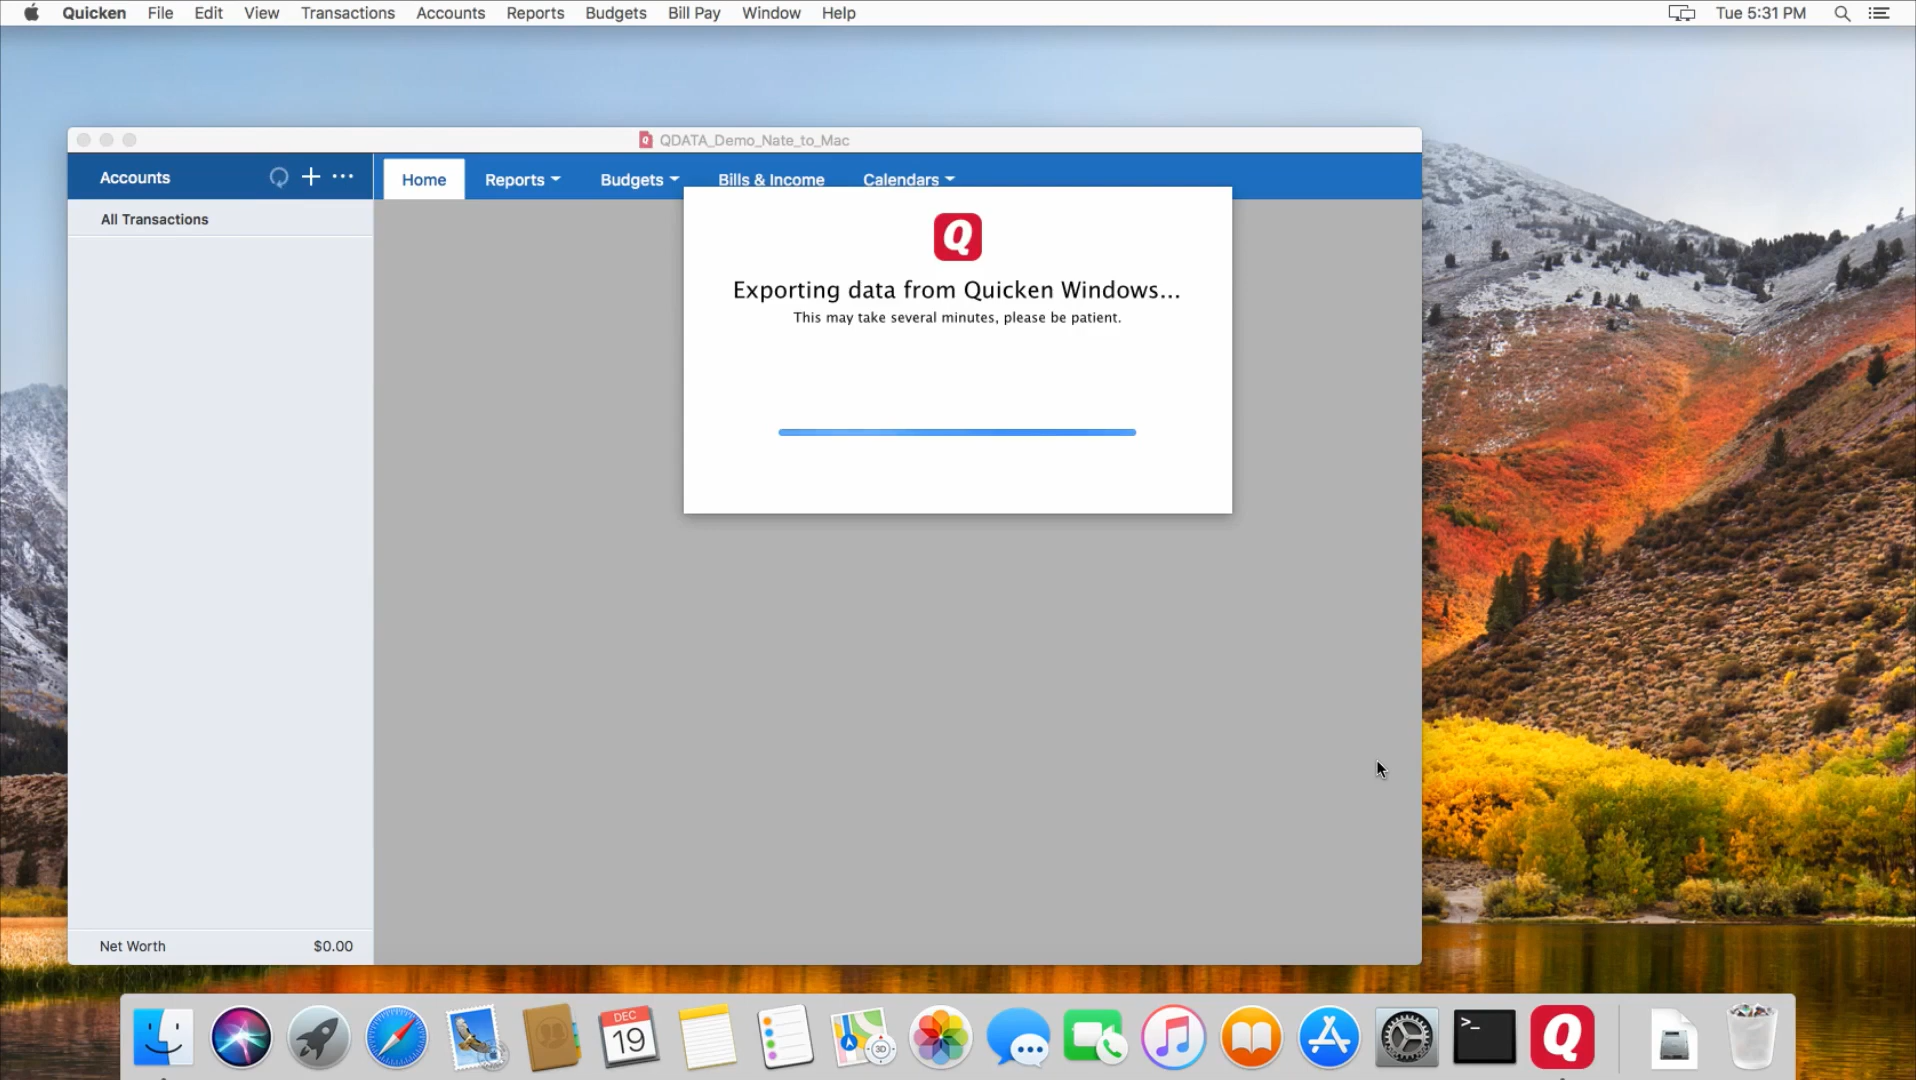 Quicken File Edit View Transactions Accounts Reports Budgets Bill Pay Window Help Tue 5:31 PM
QDATA_Demo_Nate_to_Mac
Accounts Home Reports Budgets Bills & Income Calendars
All Transactions
Q
Exporting data from Quicken Windows...
This may take several minutes, please be patient.
Net Worth $0.00
DEC
19
3D
>_
Q